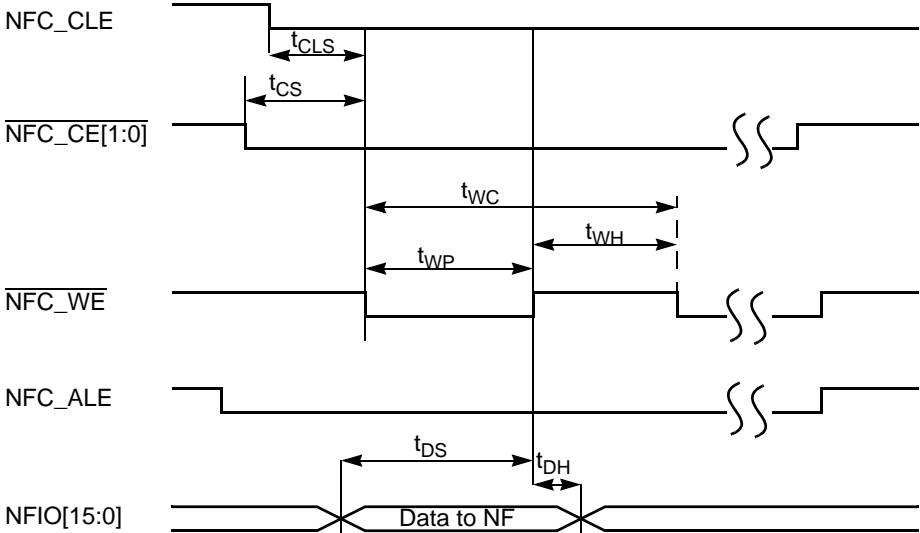 NFC_CLE
tCLS
tCS
NFC_CE[1:0]
tWC
tWH
tWP
NFC_WE
NFC_ALE
tDS
tDH
NFIO[15:0]
Data to NF